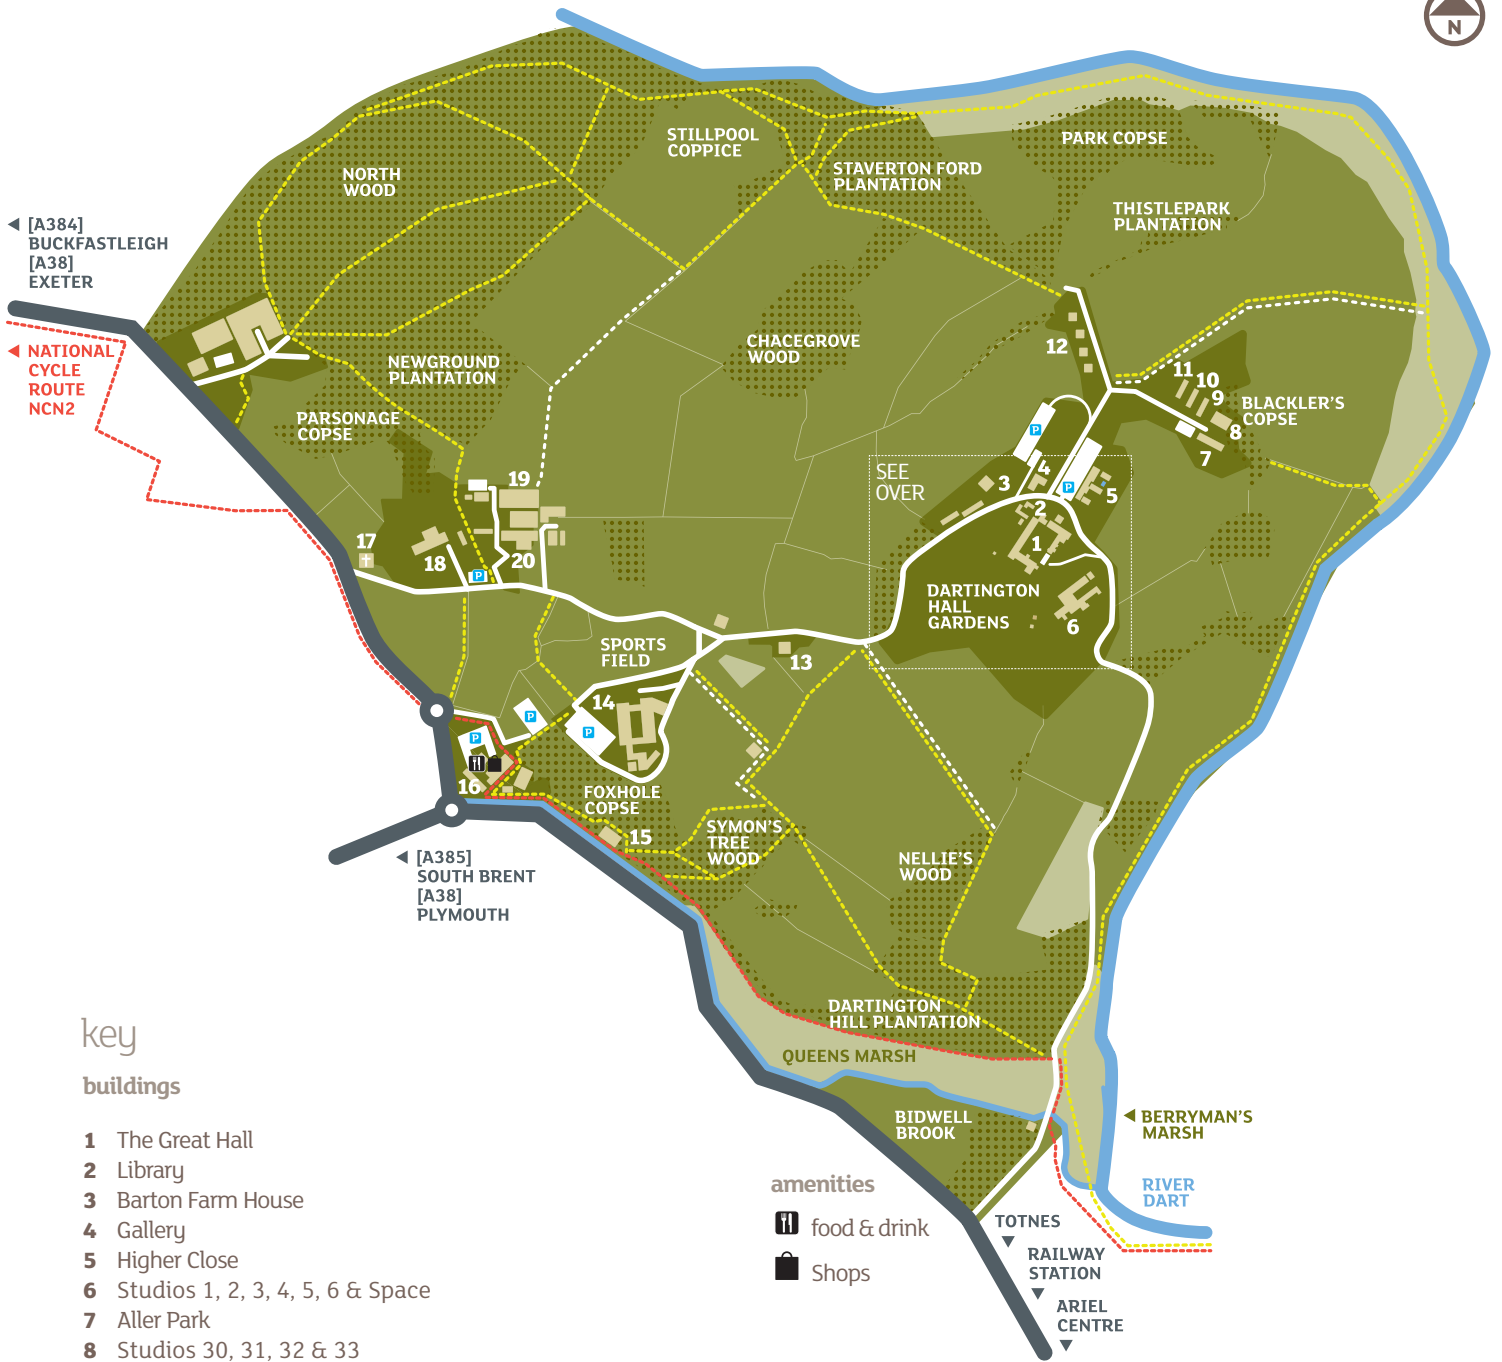 N
STILLPOOL
COPPICE
PARK COPSE
NORTH
WOOD
STAVERTON FORD
PLANTATION
THISTLEPARK
PLANTATION
[A384]
BUCKFASTLEIGH
[A38]
EXETER
NATIONAL
CYCLE
ROUTE
NCN2
NEWGROUND
PLANTATION
CHACEGROVE
WOOD
12
11
10
9
8
7
BLACKLER'S
COPSE
PARSONAGE
COPSE
P
SEE
OVER
4
3
P
5
2
1
19
17
18
20
P
DARTINGTON
HALL
GARDENS
6
SPORTS
FIELD
13
14
P
P
P
16
FOXHOLE
COPSE
15
SYMON'S
TREE
WOOD
NELLIE'S
WOOD
[A385]
SOUTH BRENT
[A38]
PLYMOUTH
DARTINGTON
HILL PLANTATION
QUEENS MARSH
BIDWELL
BROOK
BERRYMAN'S
MARSH
RIVER
DART
TOTNES
RAILWAY
STATION
ARIEL
CENTRE
key
buildings
1 The Great Hall
2 Library
3 Barton Farm House
4 Gallery
5 Higher Close
6 Studios 1, 2, 3, 4, 5, 6 & Space
7 Aller Park
8 Studios 30, 31, 32 & 33
amenities
food & drink
Shops